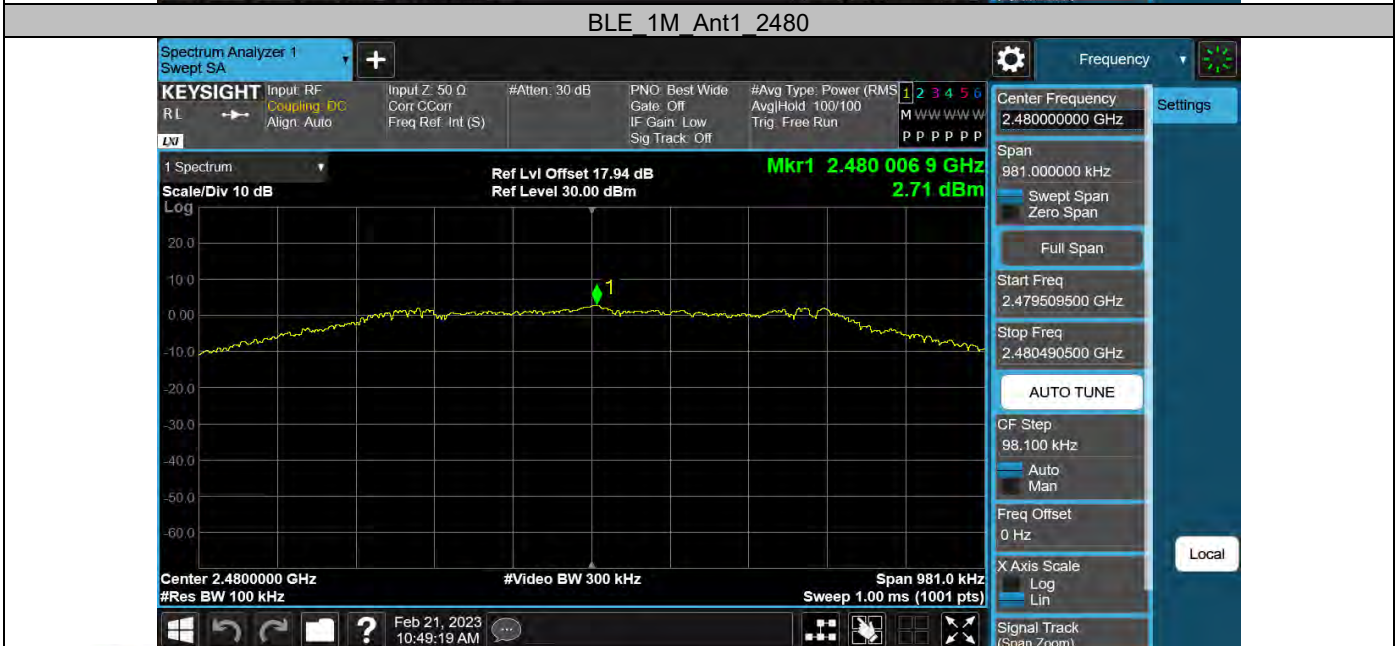 BLE_1M_Ant1_2480
Spectrum Analyzer 1
Swept SA
+
Frequency
KEYSIGHT
RL
LXI
Input: RF
Coupling: DC
Align: Auto
Input Z: 50 Ω
Corr CCorr
Freq Ref: Int (S)
#Atten: 30 dB
PNO: Best Wide
Gate: Off
IF Gain: Low
Sig Track: Off
#Avg Type: Power (RMS
Avg|Hold: 100/100
Trig: Free Run
1 2 3 4 5 6
M W W W W W
P P P P P P
1 Spectrum
Scale/Div 10 dB
Log
Ref Lvl Offset 17.94 dB
Ref Level 30.00 dBm
Mkr1 2.480 006 9 GHz
2.71 dBm
20.0
10.0
0.00
-10.0
-20.0
-30.0
-40.0
-50.0
-60.0
1
Center 2.4800000 GHz
#Res BW 100 kHz
#Video BW 300 kHz
Span 981.0 kHz
Sweep 1.00 ms (1001 pts)
Feb 21, 2023
10:49:19 AM
?
Center Frequency
2.480000000 GHz
Span
981.000000 kHz
Swept Span
Zero Span
Full Span
Start Freq
2.479509500 GHz
Stop Freq
2.480490500 GHz
AUTO TUNE
CF Step
98.100 kHz
Auto
Man
Freq Offset
0 Hz
X Axis Scale
Log
Lin
Signal Track
(Span Zoom)
Settings
Local